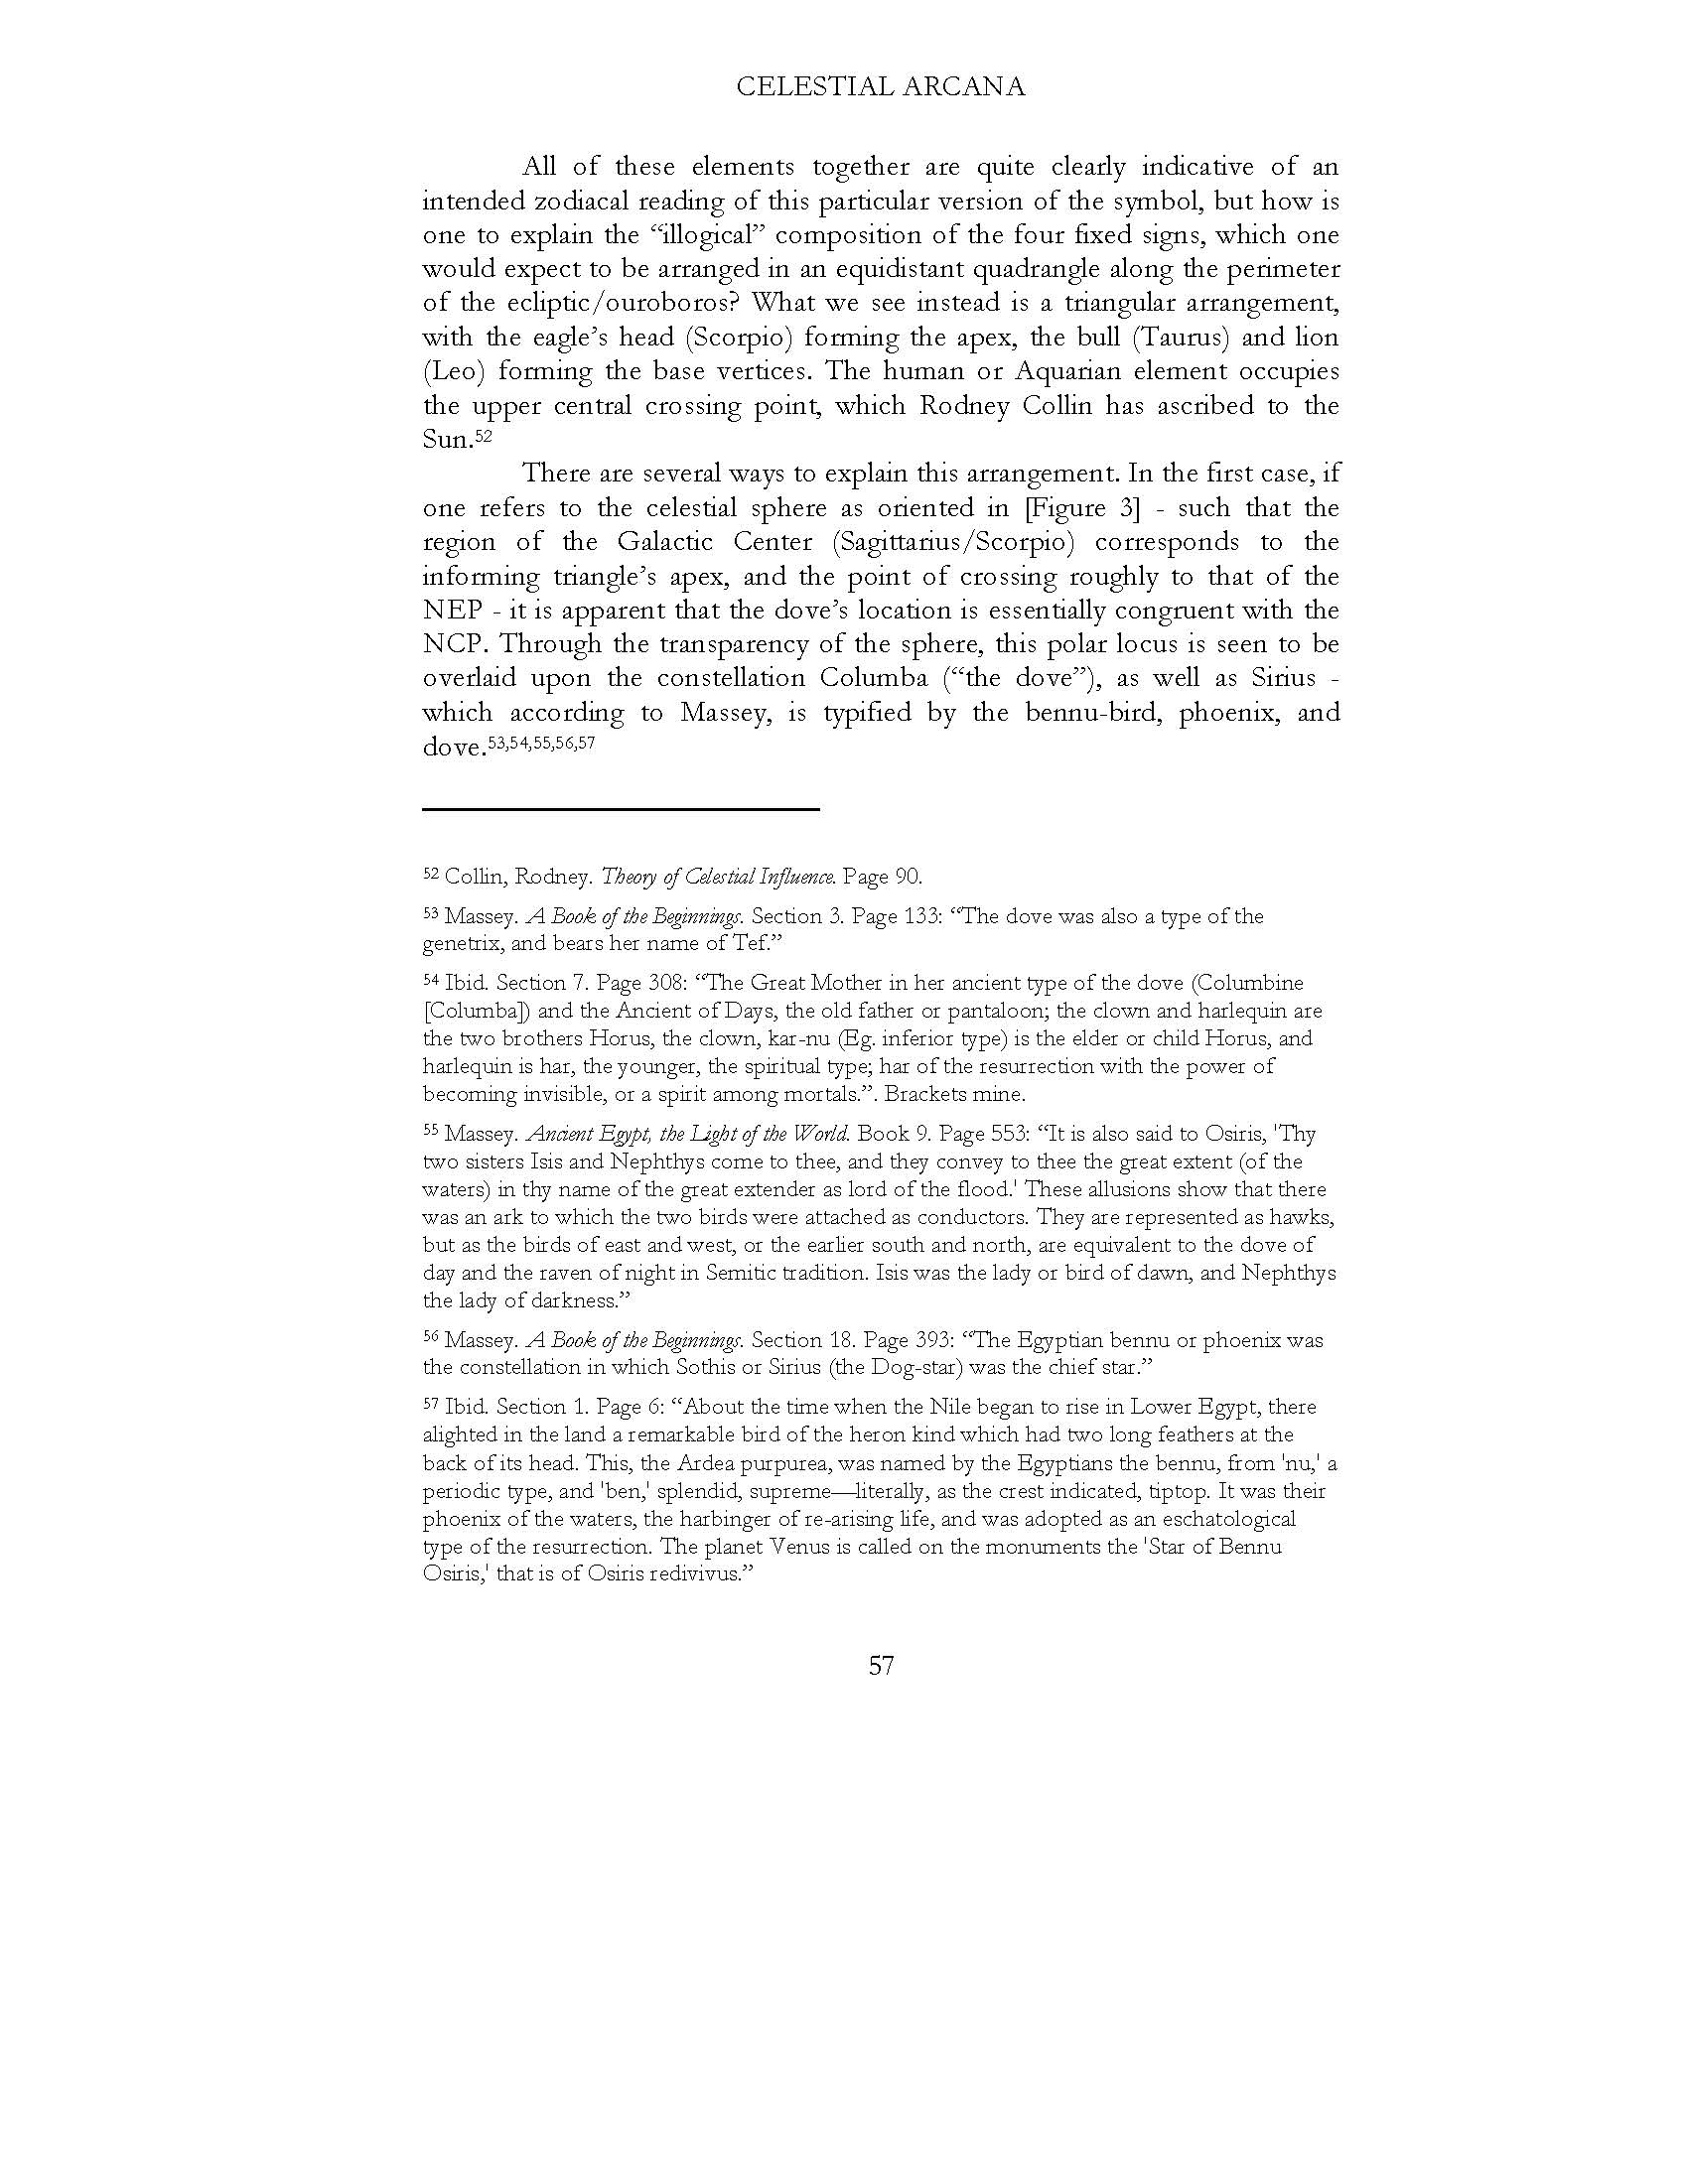 CELESTIAL ARCANA
All of these elements together are quite clearly indicative of an
intended zodiacal reading of this particular version of the symbol, but how is
one to explain the “illogical” composition of the four fixed signs, which one
would expect to be arranged in an equidistant quadrangle along the perimeter
of the ecliptic/ouroboros? What we see instead is a triangular arrangement,
with the eagle’s head (Scorpio) forming the apex, the bull (Taurus) and lion
(Leo) forming the base vertices. The human or Aquarian element occupies
the upper central crossing point, which Rodney Collin has ascribed to the
Sun.52
There are several ways to explain this arrangement. In the first case, if
one refers to the celestial sphere as oriented in [Figure 3] - such that the
region of the Galactic Center (Sagittarius/Scorpio) corresponds to the
informing triangle’s apex, and the point of crossing roughly to that of the
NEP - it is apparent that the dove’s location is essentially congruent with the
NCP. Through the transparency of the sphere, this polar locus is seen to be
overlaid upon the constellation Columba (“the dove”), as well as Sirius -
which according to Massey, is typified by the bennu-bird, phoenix, and
dove.53,54,55,56,57
52 Collin, Rodney. Theory of Celestial Influence. Page 90.
53 Massey. A Book of the Beginnings. Section 3. Page 133: “The dove was also a type of the
genetrix, and bears her name of Tef.”
54 Ibid. Section 7. Page 308: “The Great Mother in her ancient type of the dove (Columbine
[Columba]) and the Ancient of Days, the old father or pantaloon; the clown and harlequin are
the two brothers Horus, the clown, kar-nu (Eg. inferior type) is the elder or child Horus, and
harlequin is har, the younger, the spiritual type; har of the resurrection with the power of
becoming invisible, or a spirit among mortals.”. Brackets mine.
55 Massey. Ancient Egypt, the Light of the World. Book 9. Page 553: “It is also said to Osiris, 'Thy
two sisters Isis and Nephthys come to thee, and they convey to thee the great extent (of the
waters) in thy name of the great extender as lord of the flood.' These allusions show that there
was an ark to which the two birds were attached as conductors. They are represented as hawks,
but as the birds of east and west, or the earlier south and north, are equivalent to the dove of
day and the raven of night in Semitic tradition. Isis was the lady or bird of dawn, and Nephthys
the lady of darkness.”
56 Massey. A Book of the Beginnings. Section 18. Page 393: “The Egyptian bennu or phoenix was
the constellation in which Sothis or Sirius (the Dog-star) was the chief star.”
57 Ibid. Section 1. Page 6: “About the time when the Nile began to rise in Lower Egypt, there
alighted in the land a remarkable bird of the heron kind which had two long feathers at the
back of its head. This, the Ardea purpurea, was named by the Egyptians the bennu, from 'nu,' a
periodic type, and 'ben,' splendid, supreme—literally, as the crest indicated, tiptop. It was their
phoenix of the waters, the harbinger of re-arising life, and was adopted as an eschatological
type of the resurrection. The planet Venus is called on the monuments the 'Star of Bennu
Osiris,' that is of Osiris redivivus.”
57